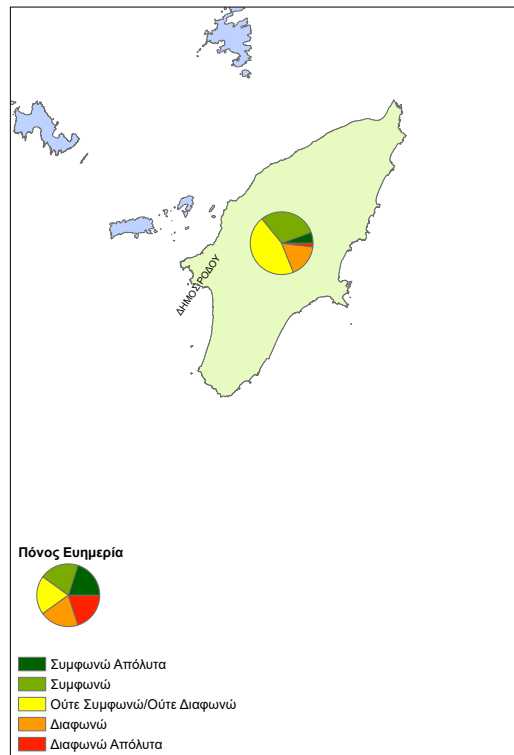 ΔΗΜΟΣ ΡΟΔΟΥ
Πόνος Ευημερία
Συμφωνώ Απόλυτα
Συμφωνώ
Ούτε Συμφωνώ/Ούτε Διαφωνώ
Διαφωνώ
Διαφωνώ Απόλυτα